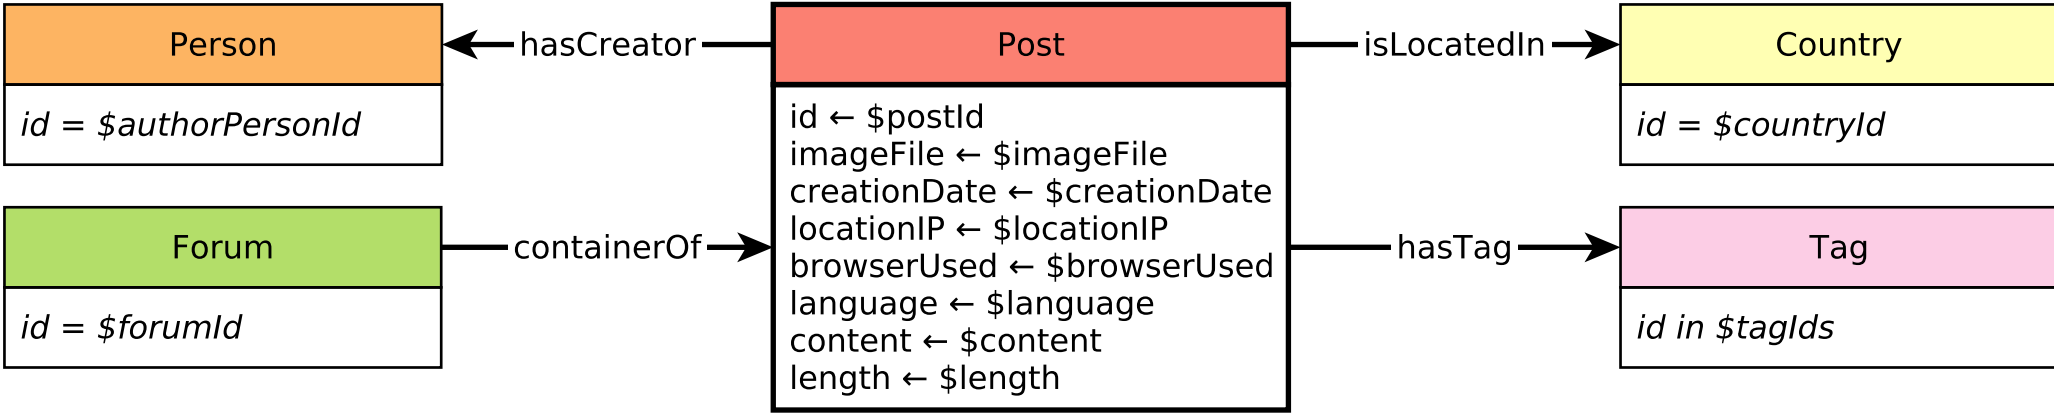 Person
id = $authorPersonId
hasCreator
Forum
id = $forumId
containerOf
Post
id ← $postId
imageFile ← $imageFile
creationDate ← $creationDate
locationIP ← $locationIP
browserUsed ← $browserUsed
language ← $language
content ← $content
length ← $length
isLocatedIn
Country
id = $countryId
hasTag
Tag
id in $tagIds